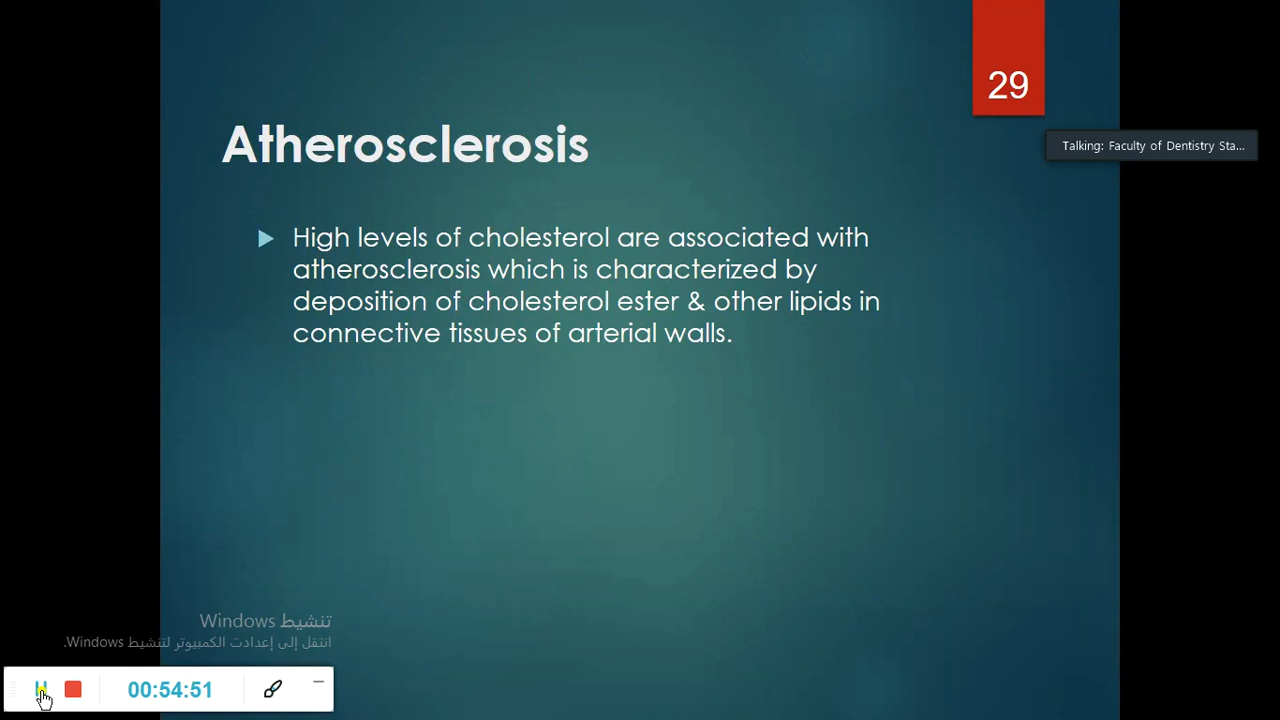 29
Atherosclerosis
Talking: Faculty of Dentistry Sta...
High levels of cholesterol are associated with
atherosclerosis which is characterized by
deposition of cholesterol ester & other lipids in
connective tissues of arterial walls.
تنشيط Windows
انتقل إلى إعدادت الكمبيوتر لتنشيط Windows.
00:54:51